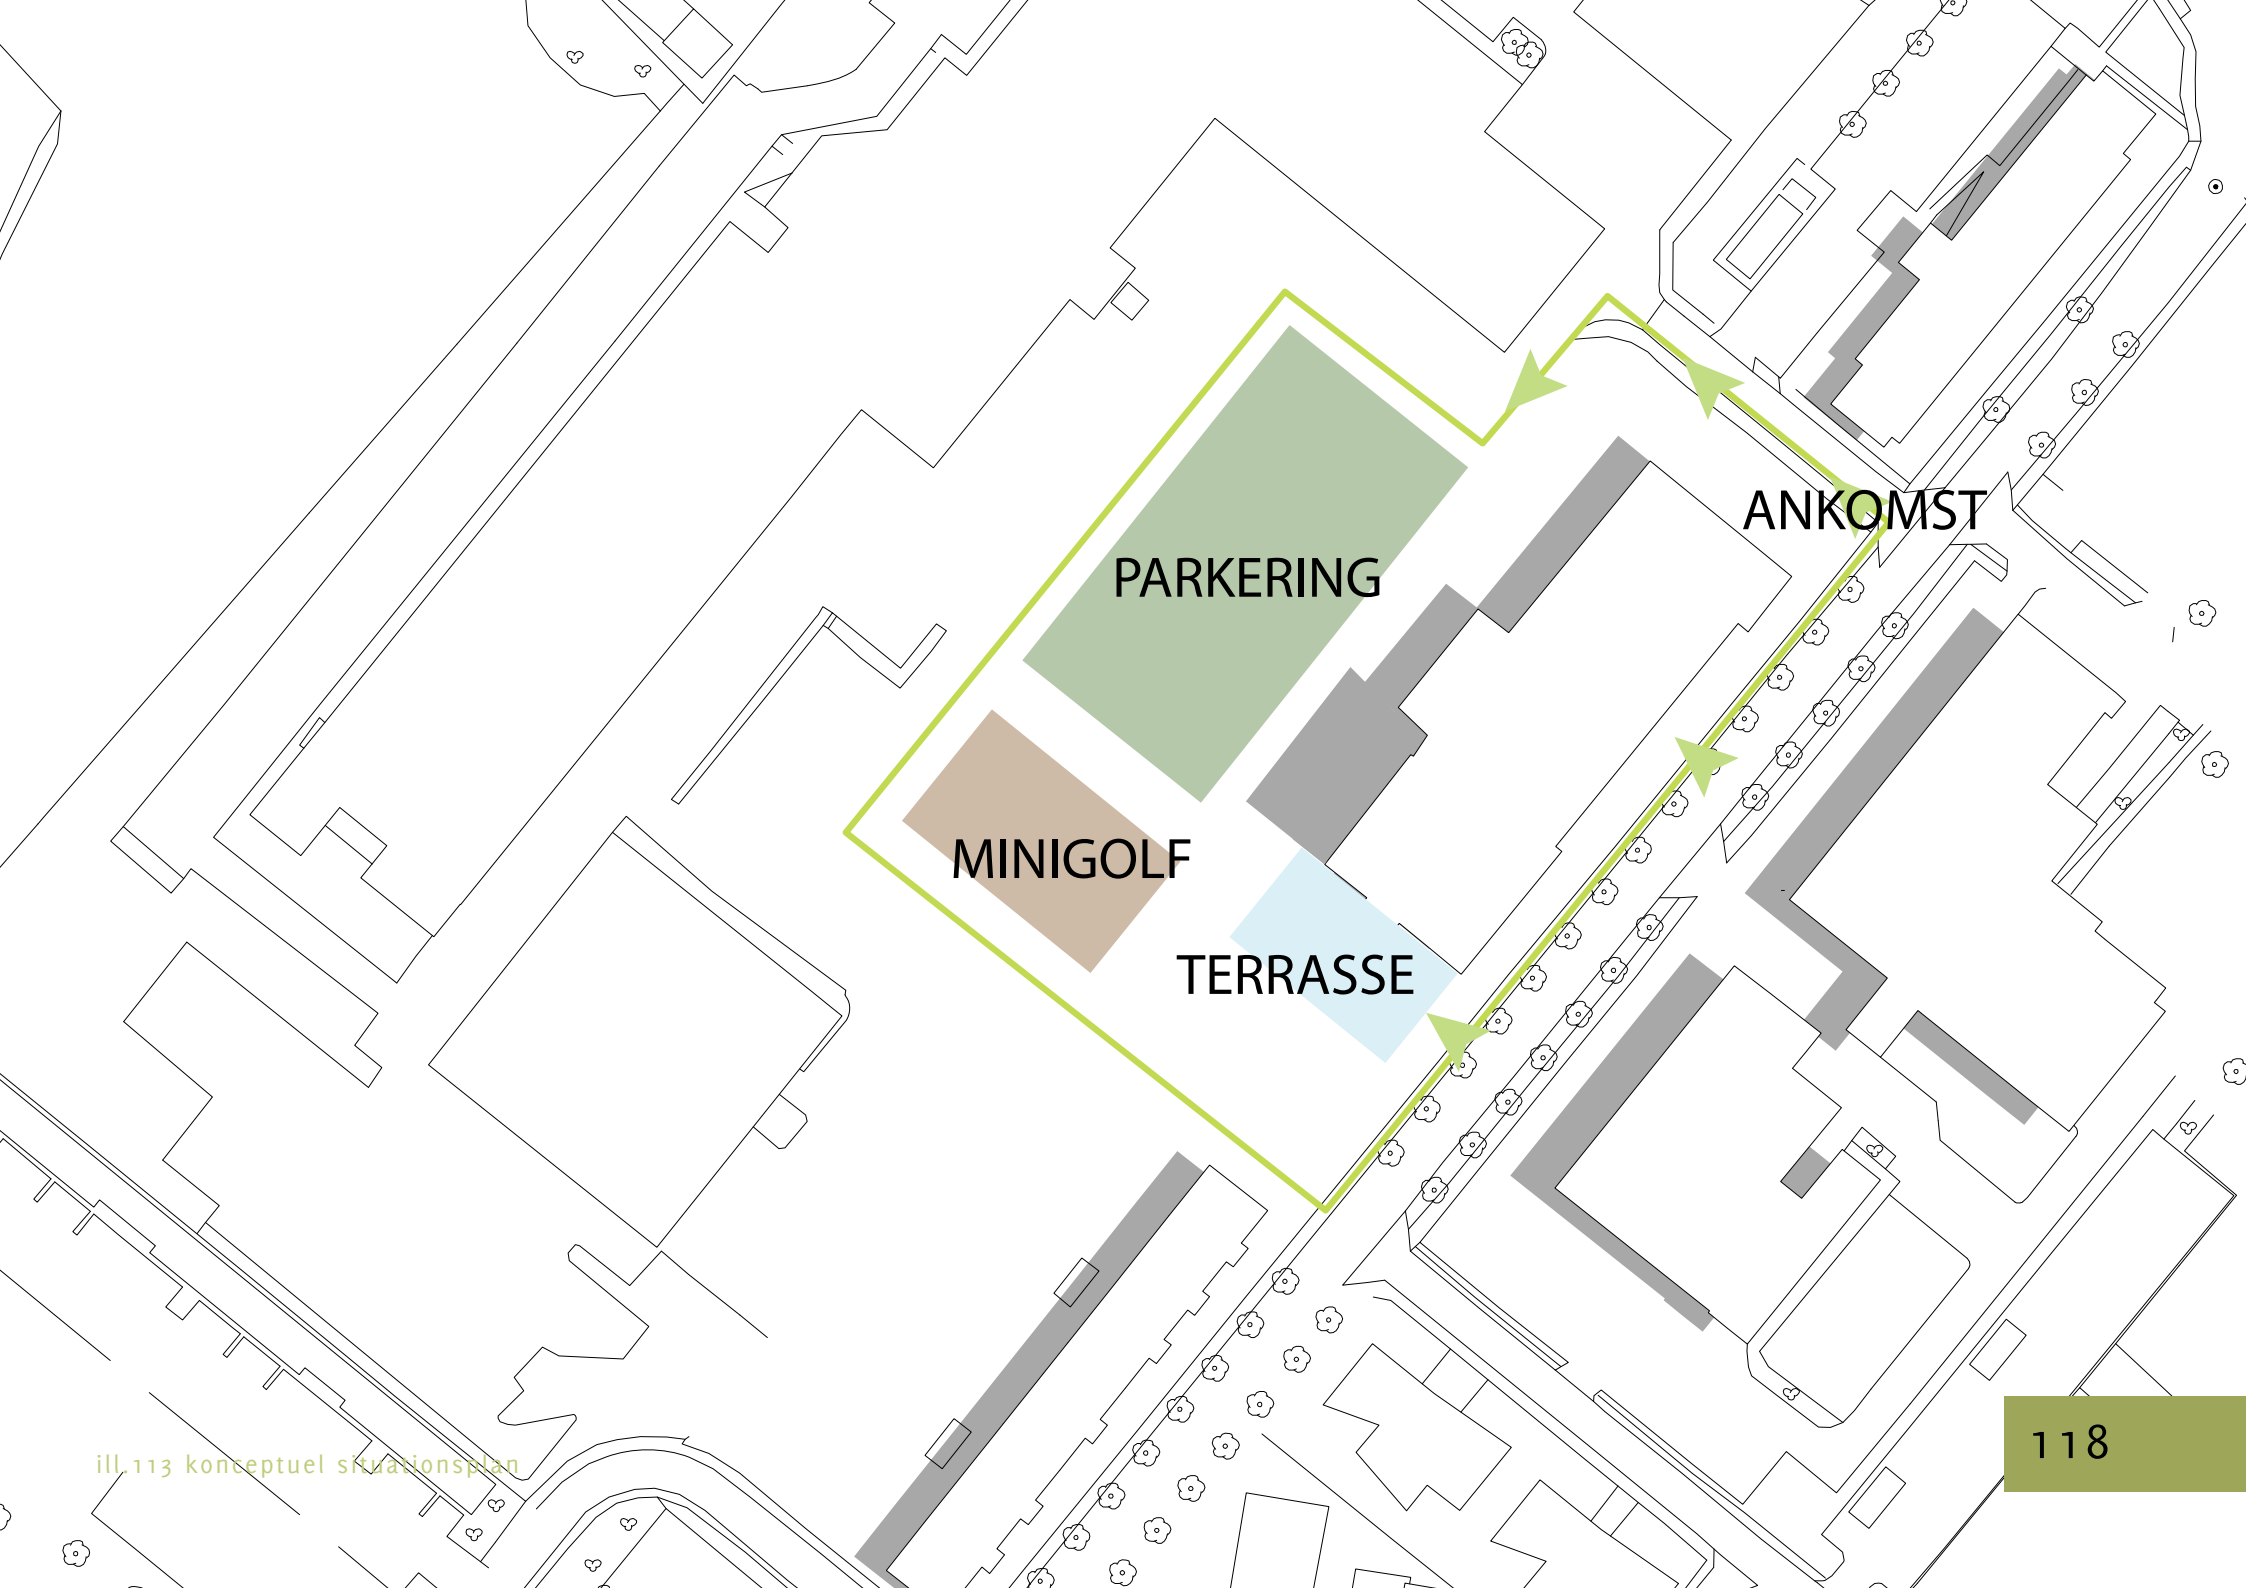 ANKOMST
PARKERING
MINIGOLF
TERRASSE
118
ill.113 konceptuel situationsplan